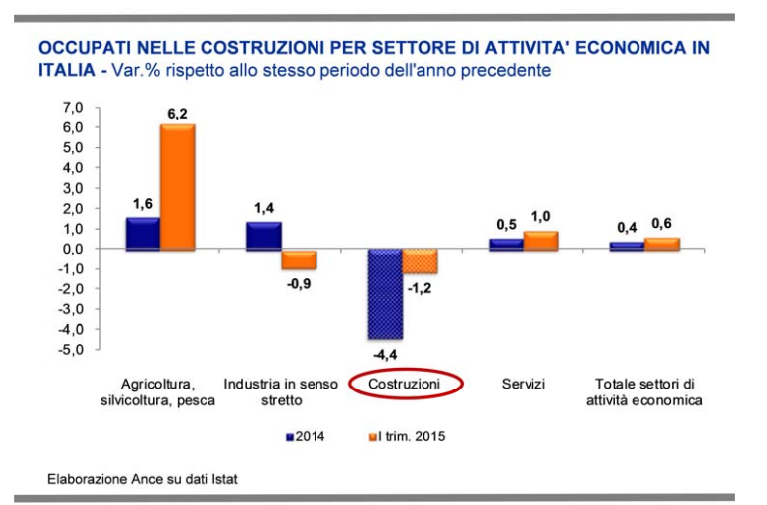 OCCUPATI NELLE COSTRUZIONI PER SETTORE DI ATTIVITA' ECONOMICA IN
ITALIA - Var.% rispetto allo stesso periodo dell'anno precedente
7,0
6,0
5,0
4,0
3,0
2,0
1,0
0,0
-1,0
-2,0
-3,0
-4,0
-5,0
1,6
6,2
1,4
-0,9
-4,4
-1,2
0,5
1,0
0,4
0,6
Agricoltura,
silvicoltura, pesca
Industria in senso
stretto
Costruzioni
Servizi
Totale settori di
attività economica
2014
I trim. 2015
Elaborazione Ance su dati Istat